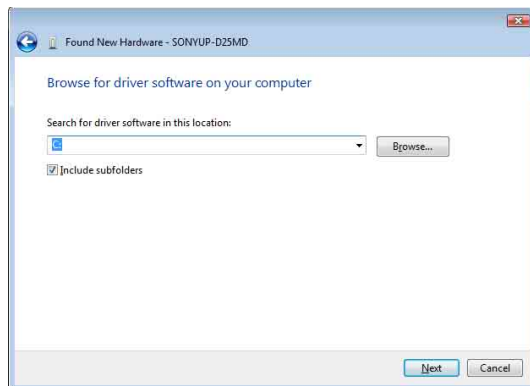 Found New Hardware - SONYUP-D25MD
Browse for driver software on your computer
Search for driver software in this location:
C:
Browse...
Include subfolders
Next
Cancel